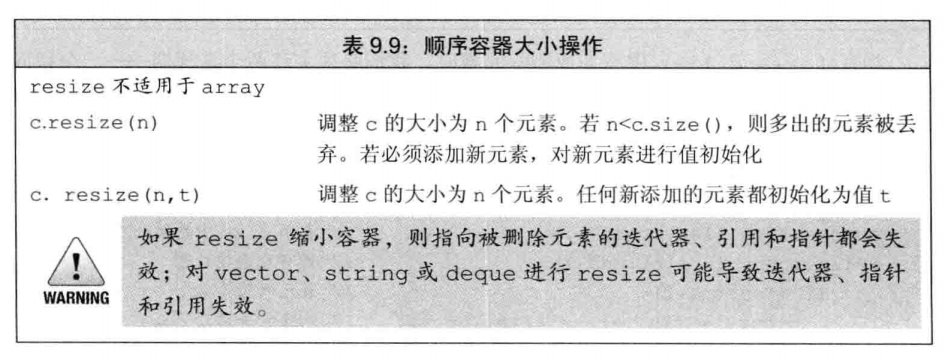 表 9.9：顺序容器大小操作
resize 不适用于 array
c.resize(n) 调整 c 的大小为 n 个元素。若 n<c.size()，则多出的元素被丢
弃。若必须添加新元素，对新元素进行值初始化
c. resize(n,t) 调整 c 的大小为 n 个元素。任何新添加的元素都初始化为值 t
如果 resize 缩小容器，则指向被删除元素的迭代器、引用和指针都会失
效；对 vector、string 或 deque 进行 resize 可能导致迭代器、指针
和引用失效。
WARNING